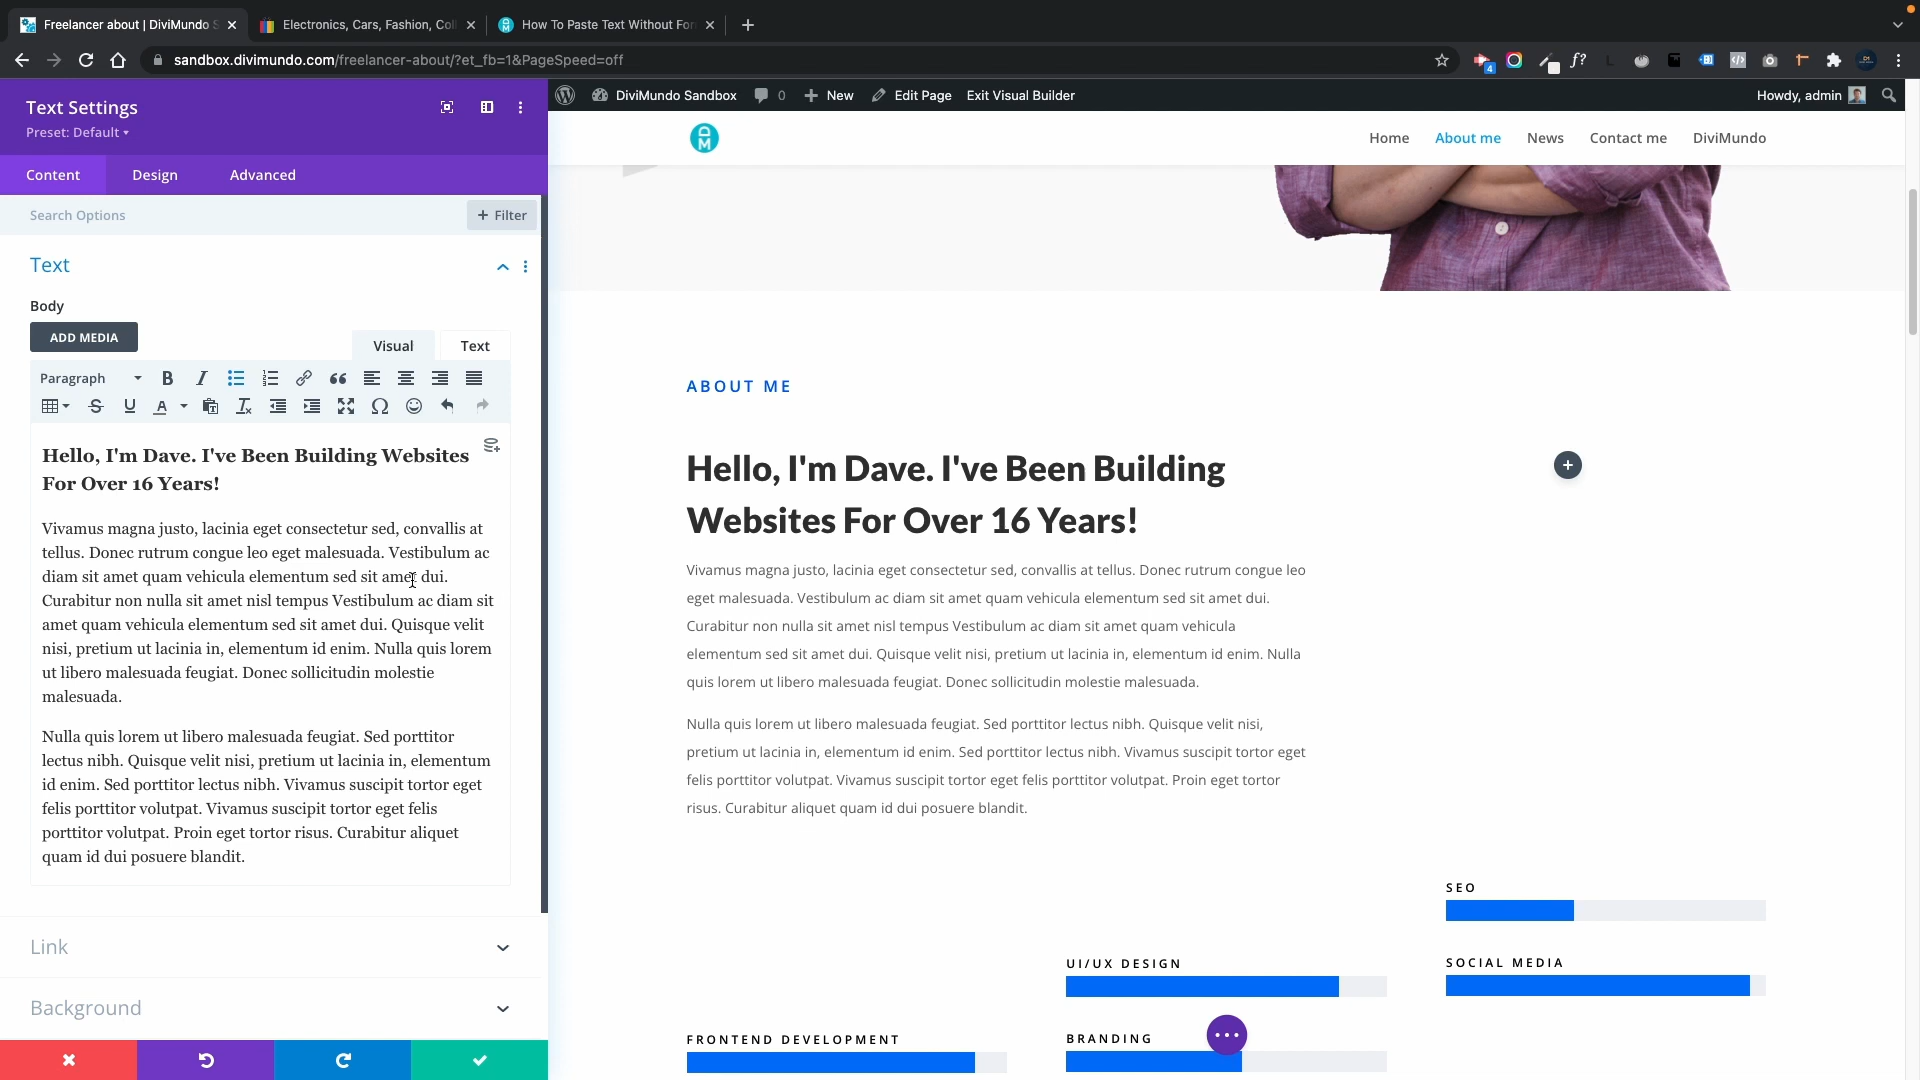 Freelancer about | DiviMundo S
Electronics, Cars, Fashion, Col
How To Paste Text Without For
sandbox.divimundo.com/freelancer-about/?et_fb=1&PageSpeed=off
4
f?
Text Settings
Preset: Default
Content
Design
Advanced
Search Options
+ Filter
Text
Body
ADD MEDIA
Visual
Text
Paragraph
B
I
U
A
Hello, I'm Dave. I've Been Building Websites
For Over 16 Years!
Vivamus magna justo, lacinia eget consectetur sed, convallis at
tellus. Donec rutrum congue leo eget malesuada. Vestibulum ac
diam sit amet quam vehicula elementum sed sit amet dui.
Curabitur non nulla sit amet nisl tempus Vestibulum ac diam sit
amet quam vehicula elementum sed sit amet dui. Quisque velit
nisi, pretium ut lacinia in, elementum id enim. Nulla quis lorem
ut libero malesuada feugiat. Donec sollicitudin molestie
malesuada.
Nulla quis lorem ut libero malesuada feugiat. Sed porttitor
lectus nibh. Quisque velit nisi, pretium ut lacinia in, elementum
id enim. Sed porttitor lectus nibh. Vivamus suscipit tortor eget
felis porttitor volutpat. Vivamus suscipit tortor eget felis
porttitor volutpat. Proin eget tortor risus. Curabitur aliquet
quam id dui posuere blandit.
Link
Background
DiviMundo Sandbox
0
New
Edit Page
Exit Visual Builder
Howdy, admin
Home
About me
News
Contact me
DiviMundo
ABOUT ME
Hello, I'm Dave. I've Been Building
Websites For Over 16 Years!
Vivamus magna justo, lacinia eget consectetur sed, convallis at tellus. Donec rutrum congue leo
eget malesuada. Vestibulum ac diam sit amet quam vehicula elementum sed sit amet dui.
Curabitur non nulla sit amet nisl tempus Vestibulum ac diam sit amet quam vehicula
elementum sed sit amet dui. Quisque velit nisi, pretium ut lacinia in, elementum id enim. Nulla
quis lorem ut libero malesuada feugiat. Donec sollicitudin molestie malesuada.
Nulla quis lorem ut libero malesuada feugiat. Sed porttitor lectus nibh. Quisque velit nisi,
pretium ut lacinia in, elementum id enim. Sed porttitor lectus nibh. Vivamus suscipit tortor eget
felis porttitor volutpat. Vivamus suscipit tortor eget felis porttitor volutpat. Proin eget tortor
risus. Curabitur aliquet quam id dui posuere blandit.
SEO
UI/UX DESIGN
SOCIAL MEDIA
FRONTEND DEVELOPMENT
BRANDING